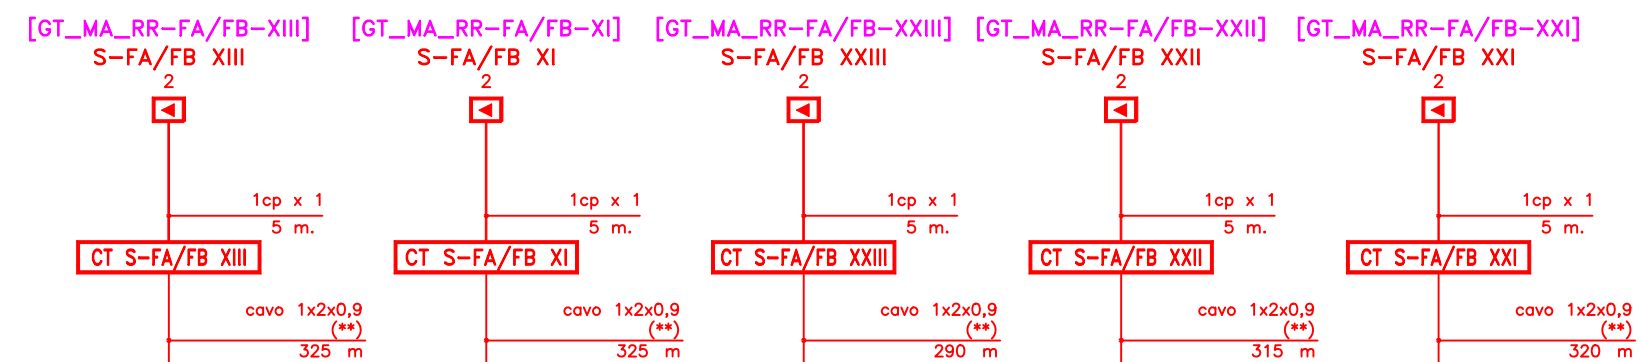 [GT_MA_RR-FA/FB-XIII]
S-FA/FB XIII
2
1cp x 1
5 m.
CT S-FA/FB XIII
cavo 1x2x0,9
(**)
325 m
[GT_MA_RR-FA/FB-XI]
S-FA/FB XI
2
1cp x 1
5 m.
CT S-FA/FB XI
cavo 1x2x0,9
(**)
325 m
[GT_MA_RR-FA/FB-XXIII]
S-FA/FB XXIII
2
1cp x 1
5 m.
CT S-FA/FB XXIII
cavo 1x2x0,9
(**)
290 m
[GT_MA_RR-FA/FB-XXII]
S-FA/FB XXII
2
1cp x 1
5 m.
CT S-FA/FB XXII
cavo 1x2x0,9
(**)
315 m
[GT_MA_RR-FA/FB-XXI]
S-FA/FB XXI
2
1cp x 1
5 m.
CT S-FA/FB XXI
cavo 1x2x0,9
(**)
320 m